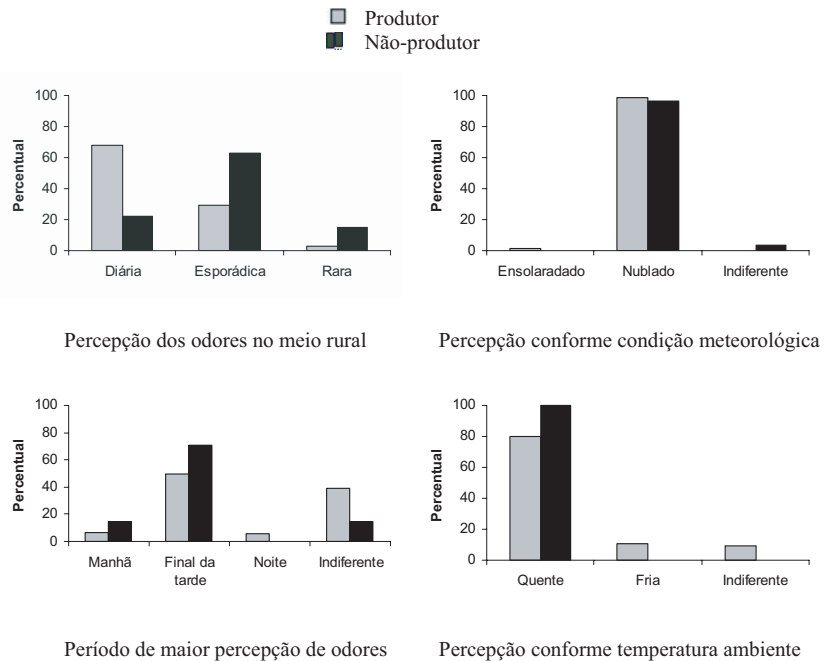 Produtor
Não-produtor
100
80
60
40
20
0
Percentual
Diária Esporádica Rara
Percepção dos odores no meio rural
100
80
60
40
20
0
Percentual
Ensolaradado Nublado Indiferente
Percepção conforme condição meteorológica
100
80
60
40
20
0
Percentual
Manhã Final da Noite Indiferente
tarde
Período de maior percepção de odores
100
80
60
40
20
0
Percentual
Quente Fria Indiferente
Percepção conforme temperatura ambiente